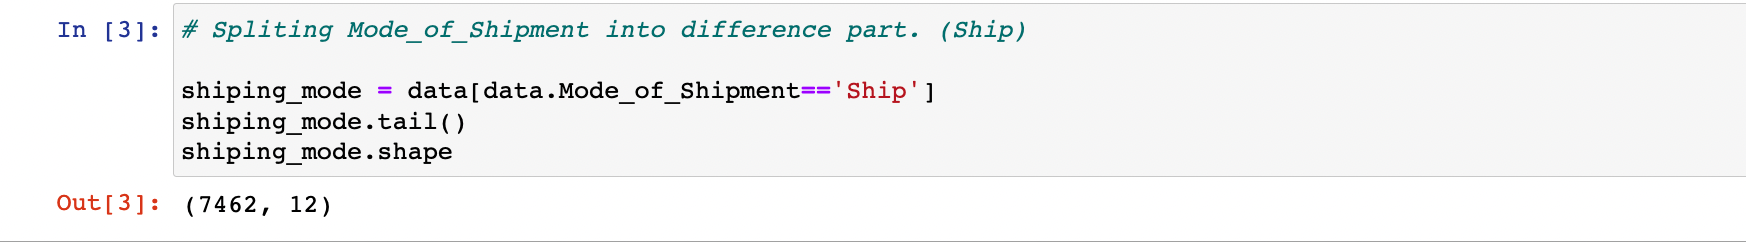 In [3]: # Spliting Mode_of_Shipment into difference part. (Ship)
shiping_mode = data[data.Mode_of_Shipment=='Ship']
shiping_mode.tail()
shiping_mode.shape
Out[3]: (7462, 12)